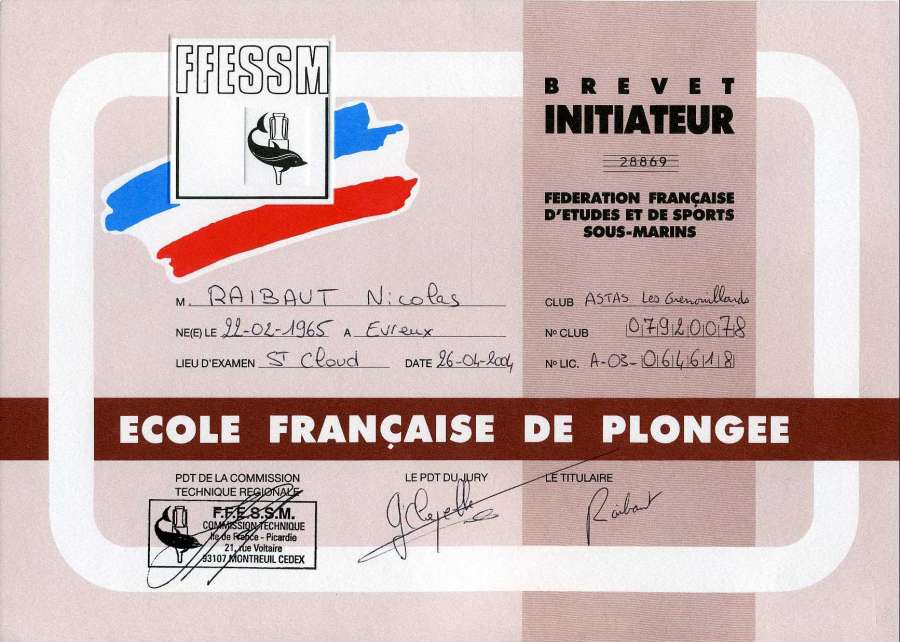 FFESSM
BREVET
INITIATEUR
28869
FEDERATION FRANÇAISE
D'ETUDES ET DE SPORTS
SOUS-MARINS
M. RAIBAUT Nicolas
NE(E) LE 22-02-1965 A Evreux
LIEU D'EXAMEN St Cloud DATE 26-04-2004
CLUB ASTAS Les Grenouillards
No CLUB 07920078
No LIC. A-03-064618
ECOLE FRANÇAISE DE PLONGEE
PDT DE LA COMMISSION
TECHNIQUE REGIONALE
F.F.E.S.S.M.
COMMISSION TECHNIQUE
Ile de France - Picardie
21, rue Voltaire
93107 MONTREUIL CEDEX
LE PDT DU JURY
LE TITULAIRE
Raibaut